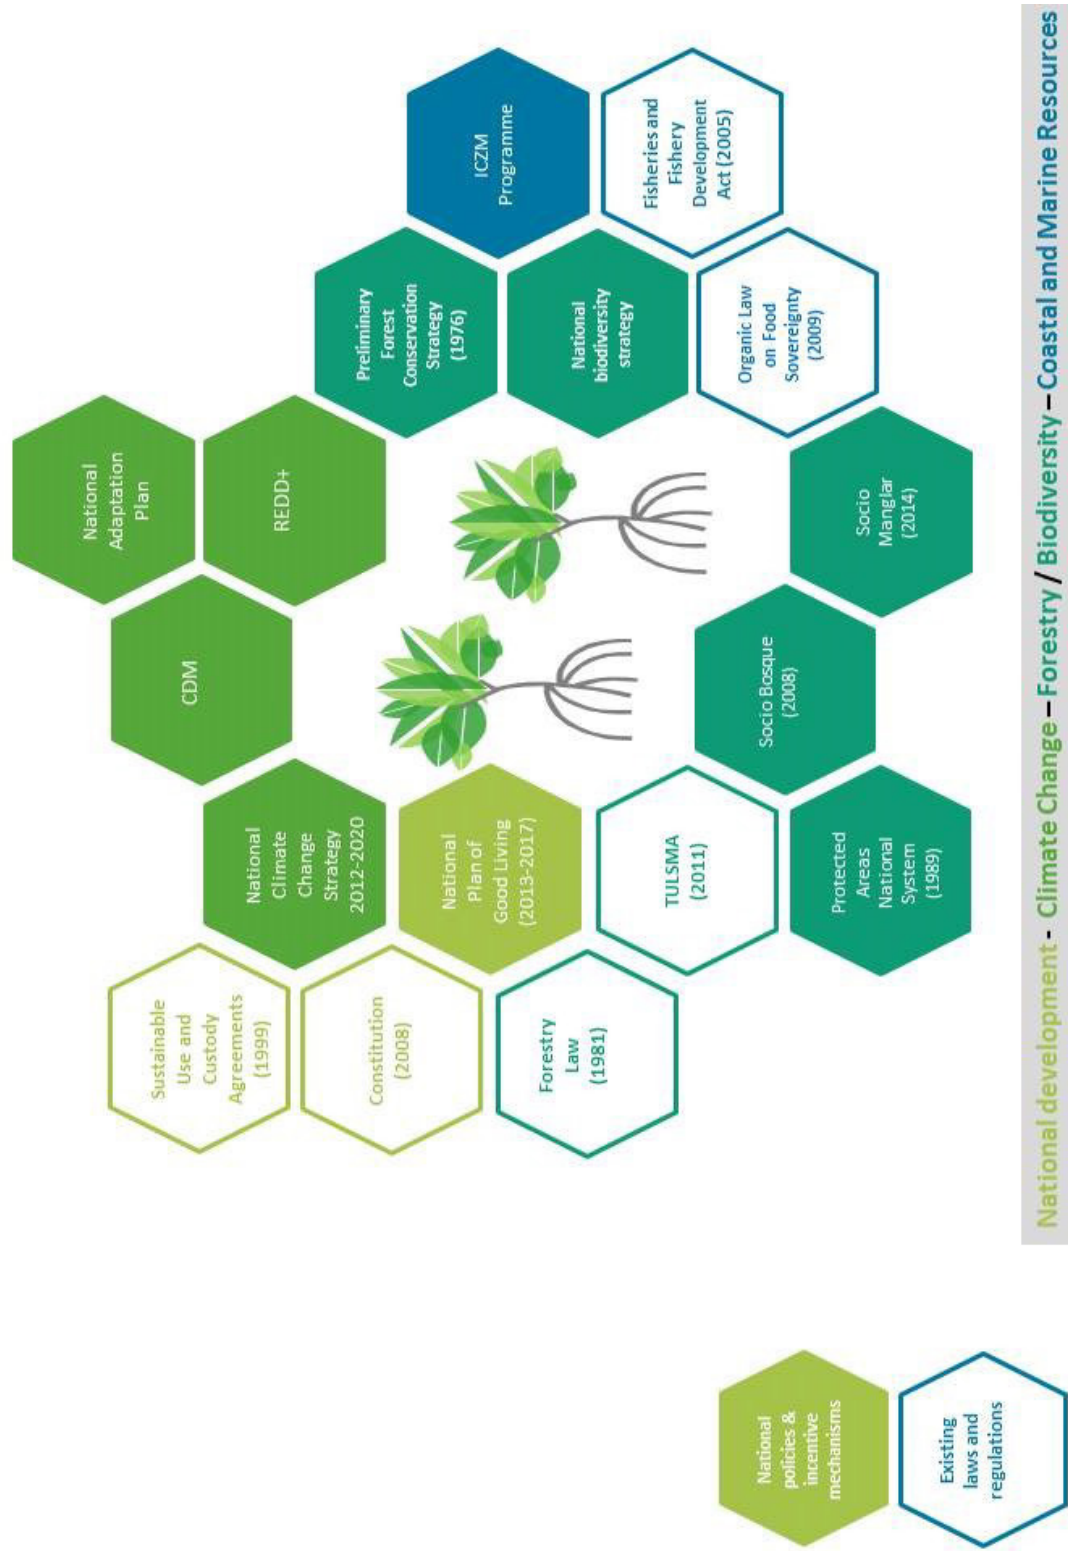 National
Adaptation
Plan
REDD+
CDM
National
Climate
Change
Strategy
2012-2020
Sustainable
Use and
Custody
Agreements
(1999)
Constitution
(2008)
National
Plan of
Good Living
(2013-2017)
Forestry
Law
(1981)
TULSMA
(2011)
Protected
Areas
National
System
(1989)
Socio Bosque
(2008)
Socio
Manglar
(2014)
Organic Law
on Food
Sovereignty
(2009)
National
biodiversity
strategy
Preliminary
Forest
Conservation
Strategy
(1976)
ICZM
Programme
Fisheries and
Fishery
Development
Act (2005)
National
policies &
incentive
mechanisms
Existing
laws and
regulations
National development - Climate Change – Forestry / Biodiversity – Coastal and Marine Resources